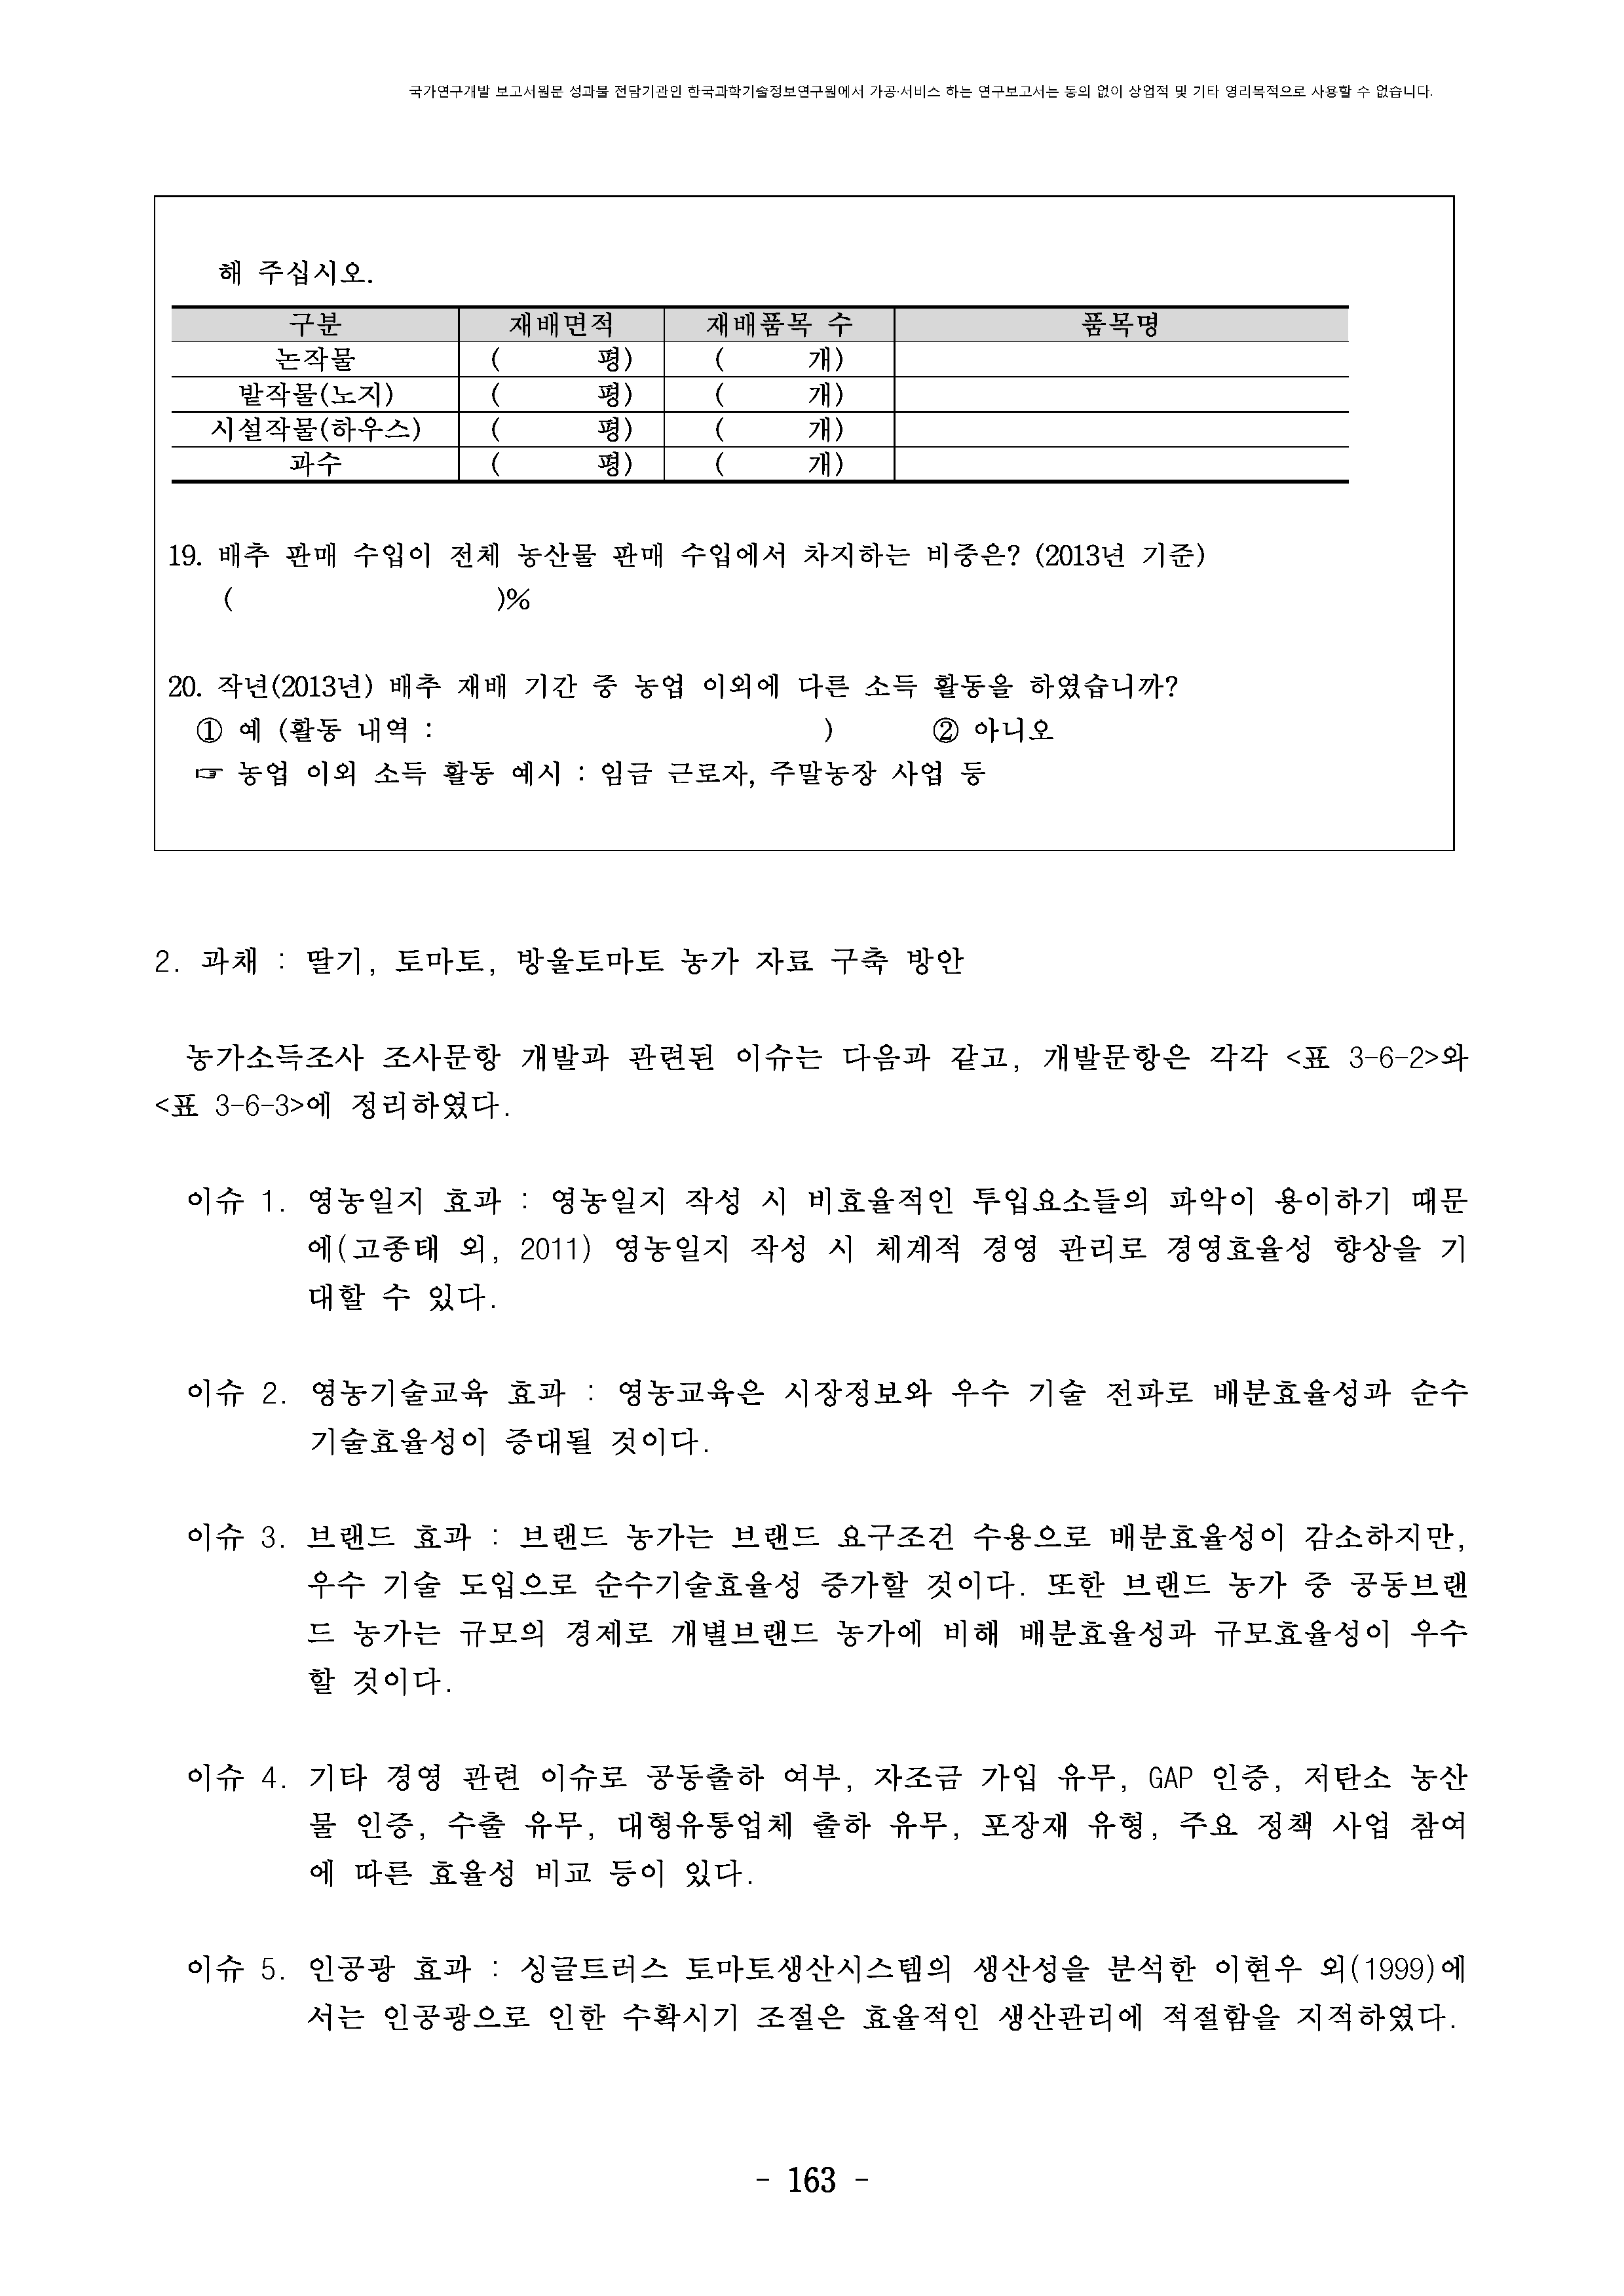 국가연구개발 보고서원문 성과물 전담기관인 한국과학기술정보연구원에서 가공·서비스 하는 연구보고서는 동의 없이 상업적 및 기타 영리목적으로 사용할 수 없습니다.
해 주십시오.
구분 재배면적 재배품목 수 품목명
논작물 ( 평) ( 개)
밭작물(노지) ( 평) ( 개)
시설작물(하우스) ( 평) ( 개)
과수 ( 평) ( 개)
19. 배추 판매 수입이 전체 농산물 판매 수입에서 차지하는 비중은? (2013년 기준)
( )%
20. 작년(2013년) 배추 재배 기간 중 농업 이외에 다른 소득 활동을 하였습니까?
① 예 (활동 내역 : ) ② 아니오
☞ 농업 이외 소득 활동 예시 : 임금 근로자, 주말농장 사업 등
2. 과채 : 딸기, 토마토, 방울토마토 농가 자료 구축 방안
농가소득조사 조사문항 개발과 관련된 이슈는 다음과 같고, 개발문항은 각각 <표 3-6-2>와
<표 3-6-3>에 정리하였다.
이슈 1. 영농일지 효과 : 영농일지 작성 시 비효율적인 투입요소들의 파악이 용이하기 때문
에(고종태 외, 2011) 영농일지 작성 시 체계적 경영 관리로 경영효율성 향상을 기
대할 수 있다.
이슈 2. 영농기술교육 효과 : 영농교육은 시장정보와 우수 기술 전파로 배분효율성과 순수
기술효율성이 증대될 것이다.
이슈 3. 브랜드 효과 : 브랜드 농가는 브랜드 요구조건 수용으로 배분효율성이 감소하지만,
우수 기술 도입으로 순수기술효율성 증가할 것이다. 또한 브랜드 농가 중 공동브랜
드 농가는 규모의 경제로 개별브랜드 농가에 비해 배분효율성과 규모효율성이 우수
할 것이다.
이슈 4. 기타 경영 관련 이슈로 공동출하 여부, 자조금 가입 유무, GAP 인증, 저탄소 농산
물 인증, 수출 유무, 대형유통업체 출하 유무, 포장재 유형, 주요 정책 사업 참여
에 따른 효율성 비교 등이 있다.
이슈 5. 인공광 효과 : 싱글트러스 토마토생산시스템의 생산성을 분석한 이현우 외(1999)에
서는 인공광으로 인한 수확시기 조절은 효율적인 생산관리에 적절함을 지적하였다.
- 163 -